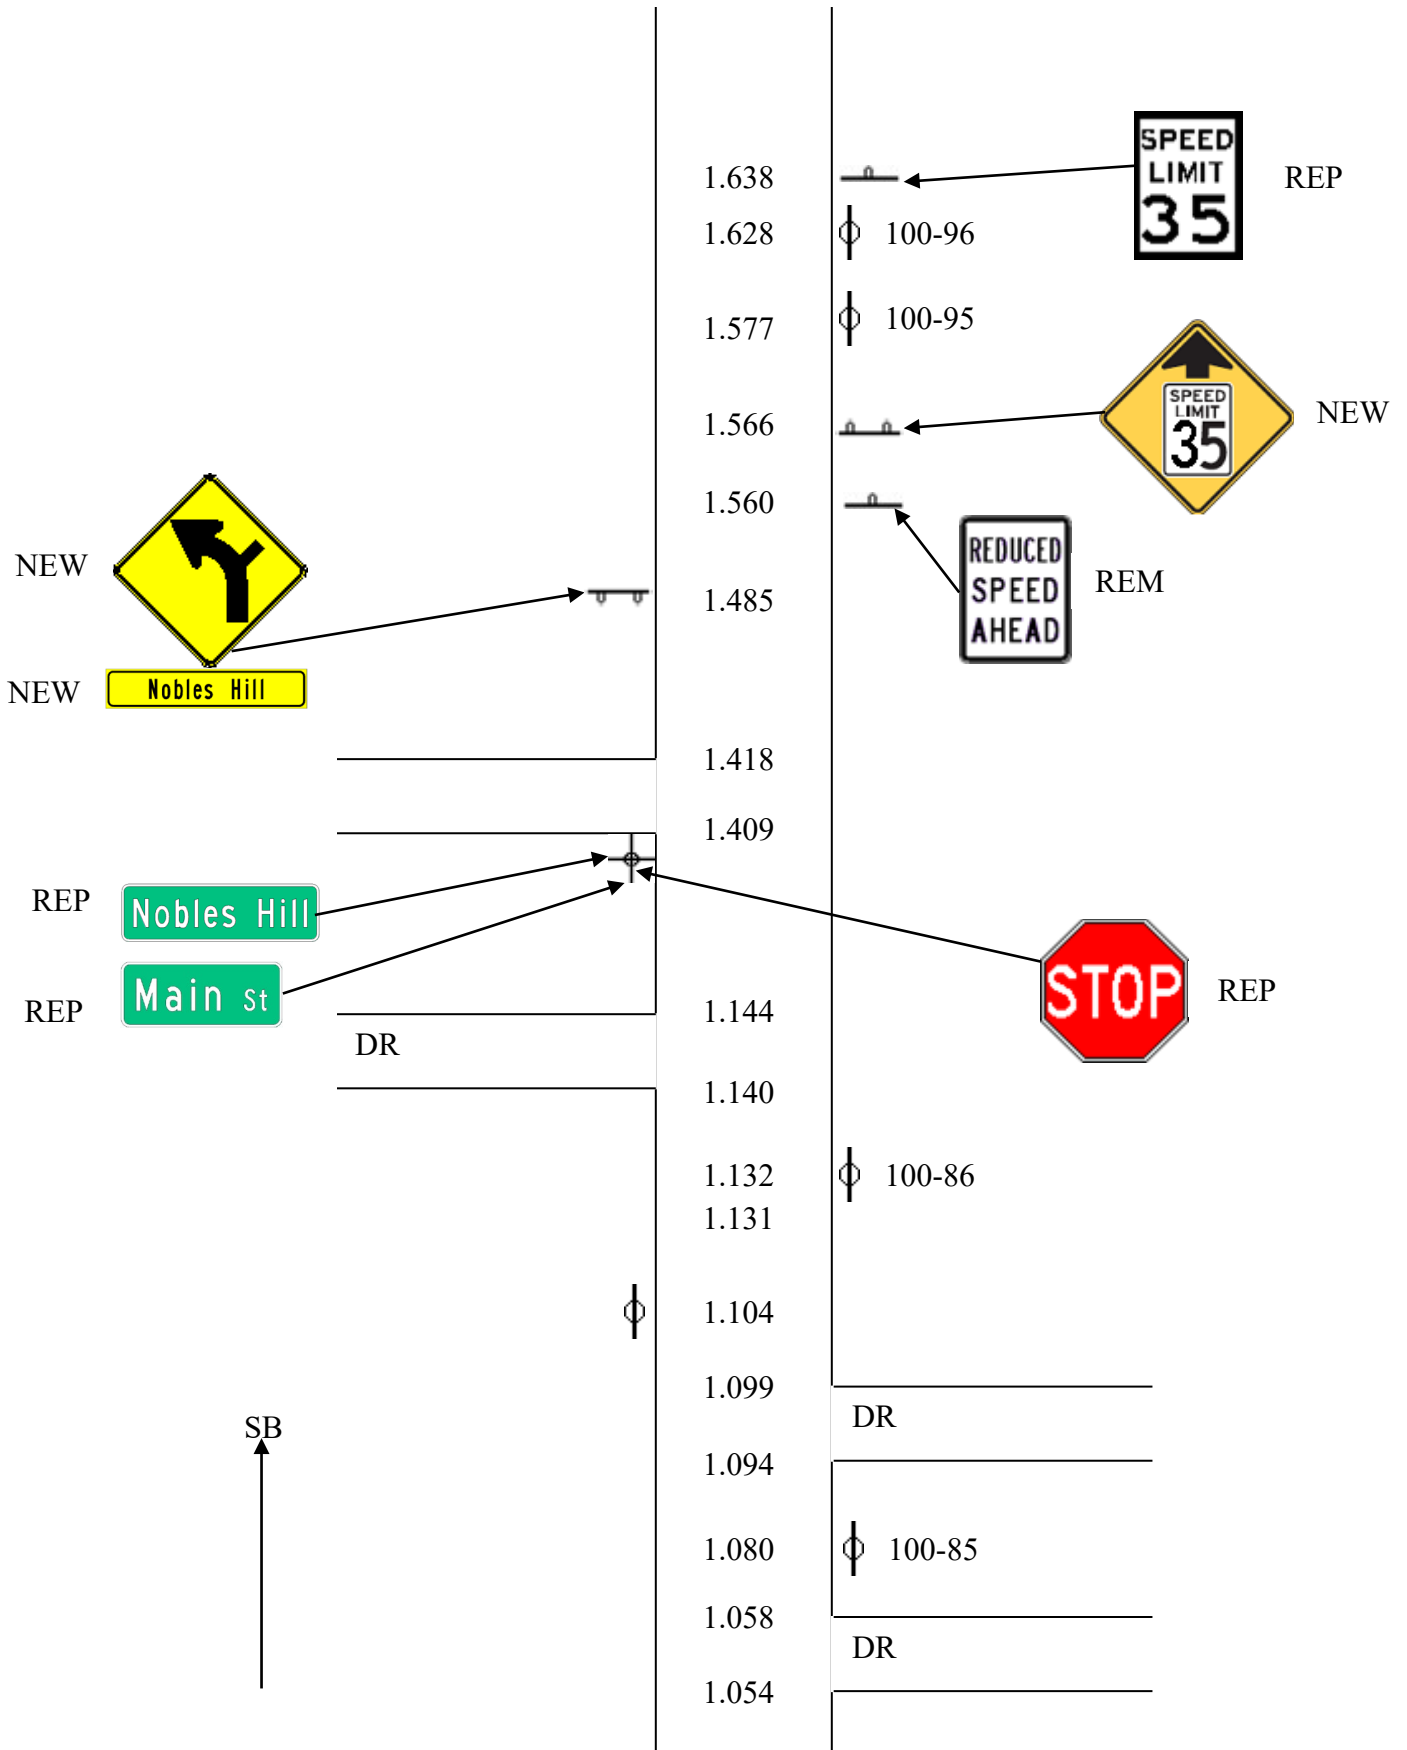 SPEED
LIMIT
35
REP
1.638
1.628
100-96
1.577
100-95
SPEED
LIMIT
35
NEW
1.566
1.560
REDUCED
SPEED
AHEAD
REM
NEW
1.485
NEW
Nobles Hill
1.418
1.409
REP
Nobles Hill
REP
Main St
STOP
REP
1.144
DR
1.140
1.132
100-86
1.131
1.104
1.099
DR
SB
1.094
1.080
100-85
1.058
DR
1.054